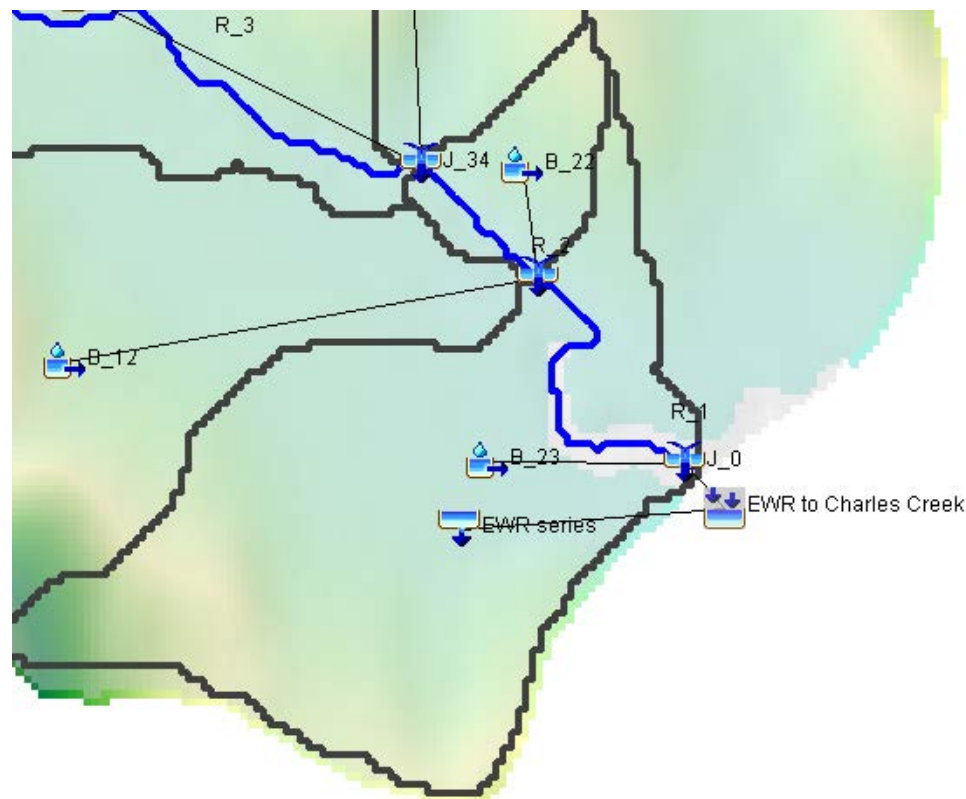 R_3
J_34
B_22
R_2
B_12
R_1
B_23
J_0
EWR to Charles Creek
EWR series